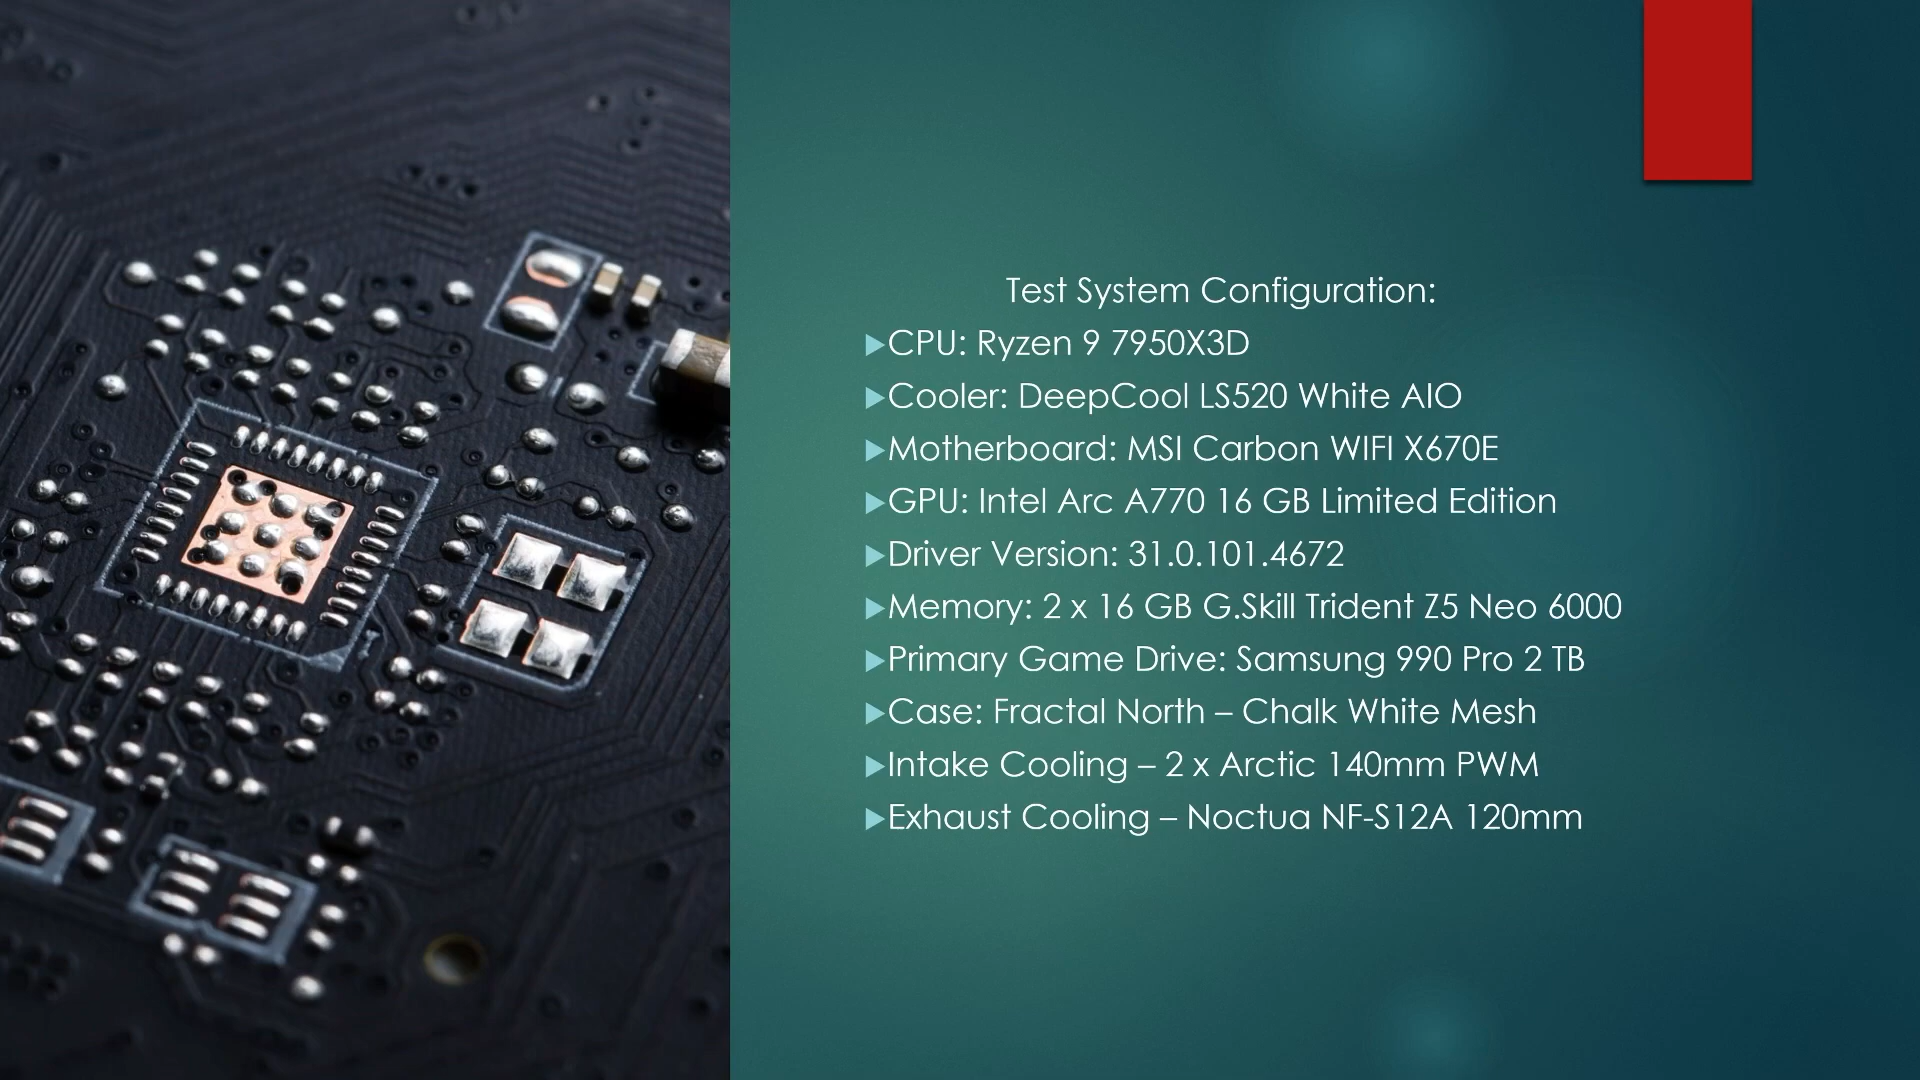 Test System Configuration:
CPU: Ryzen 9 7950X3D
Cooler: DeepCool LS520 White AIO
Motherboard: MSI Carbon WIFI X670E
GPU: Intel Arc A770 16 GB Limited Edition
Driver Version: 31.0.101.4672
Memory: 2 x 16 GB G.Skill Trident Z5 Neo 6000
Primary Game Drive: Samsung 990 Pro 2 TB
Case: Fractal North – Chalk White Mesh
Intake Cooling – 2 x Arctic 140mm PWM
Exhaust Cooling – Noctua NF-S12A 120mm